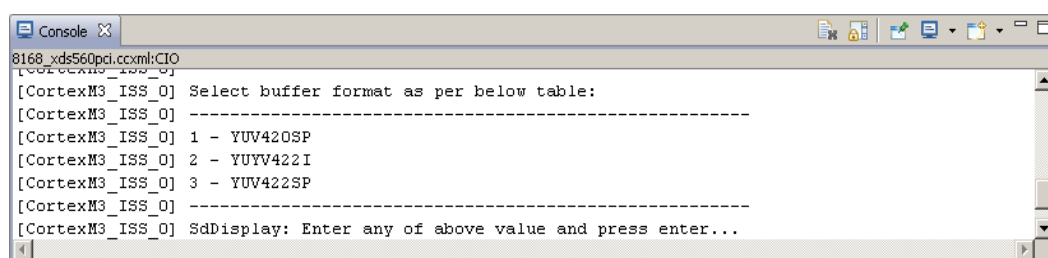 Console
8168_xds560pci.ccxml:CIO
[CortexM3_ISS_0]
[CortexM3_ISS_0] Select buffer format as per below table:
[CortexM3_ISS_0] -------------------------------------------------------
[CortexM3_ISS_0] 1 - YUV420SP
[CortexM3_ISS_0] 2 - YUYV422I
[CortexM3_ISS_0] 3 - YUV422SP
[CortexM3_ISS_0] -------------------------------------------------------
[CortexM3_ISS_0] SdDisplay: Enter any of above value and press enter...